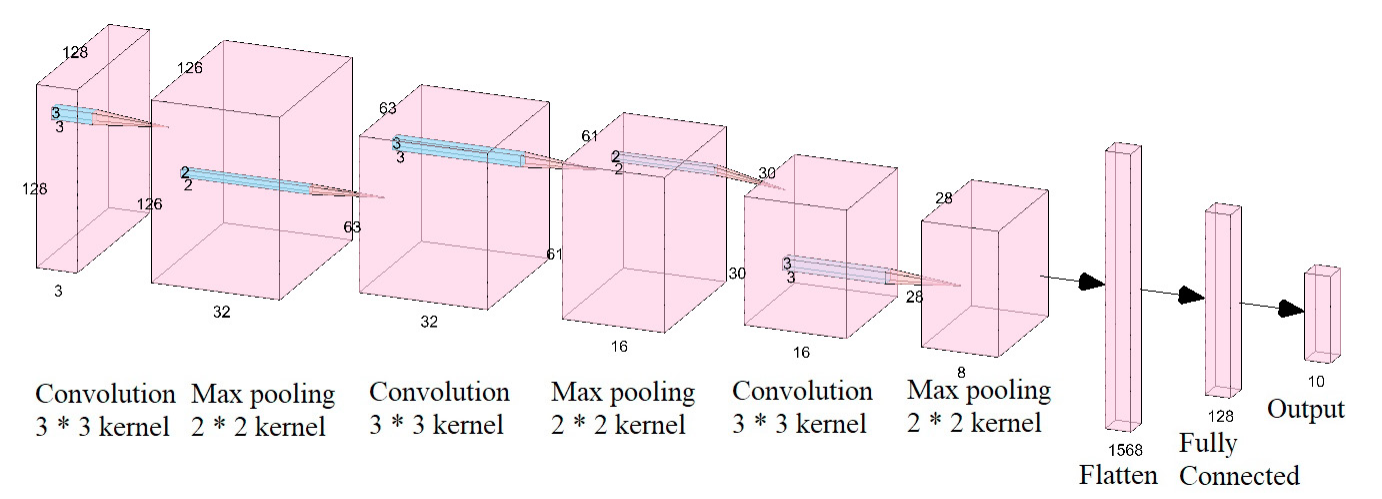 128
3
3
128
3
126
2
2
126
32
63
3
3
63
32
61
2
2
61
16
30
3
3
30
16
28
28
8
1568
128
10
Convolution
3 * 3 kernel
Max pooling
2 * 2 kernel
Convolution
3 * 3 kernel
Max pooling
2 * 2 kernel
Convolution
3 * 3 kernel
Max pooling
2 * 2 kernel
Flatten
Fully
Connected
Output